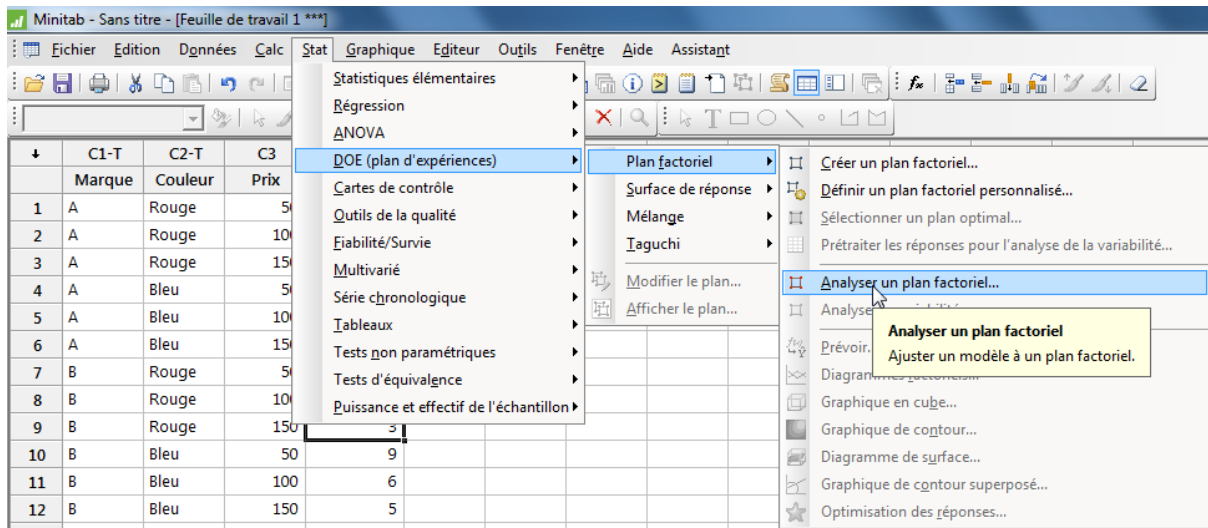 Minitab - Sans titre - [Feuille de travail 1 ***]
Fichier Edition Données Calc Stat Graphique Editeur Outils Fenêtre Aide Assistant
↓ C1-T C2-T C3
Marque Couleur Prix
1 A Rouge
2 A Rouge
3 A Rouge
4 A Bleu
5 A Bleu
6 A Bleu
7 B Rouge
8 B Rouge
9 B Rouge 150 3
10 B Bleu 50 9
11 B Bleu 100 6
12 B Bleu 150 5
Statistiques élémentaires
Régression
ANOVA
DOE (plan d'expériences)
Cartes de contrôle
Outils de la qualité
Fiabilité/Survie
Multivarié
Série chronologique
Tableaux
Tests non paramétriques
Tests d'équivalence
Puissance et effectif de l'échantillon
Plan factoriel
Surface de réponse
Mélange
Taguchi
Modifier le plan...
Afficher le plan...
Créer un plan factoriel...
Définir un plan factoriel personnalisé...
Sélectionner un plan optimal...
Prétraiter les réponses pour l'analyse de la variabilité...
Analyser un plan factoriel...
Analyser
Analyser un plan factoriel
Ajuster un modèle à un plan factoriel.
Prévoir...
Diagrammes factoriels...
Graphique en cube...
Graphique de contour...
Diagramme de surface...
Graphique de contour superposé...
Optimisation des réponses...